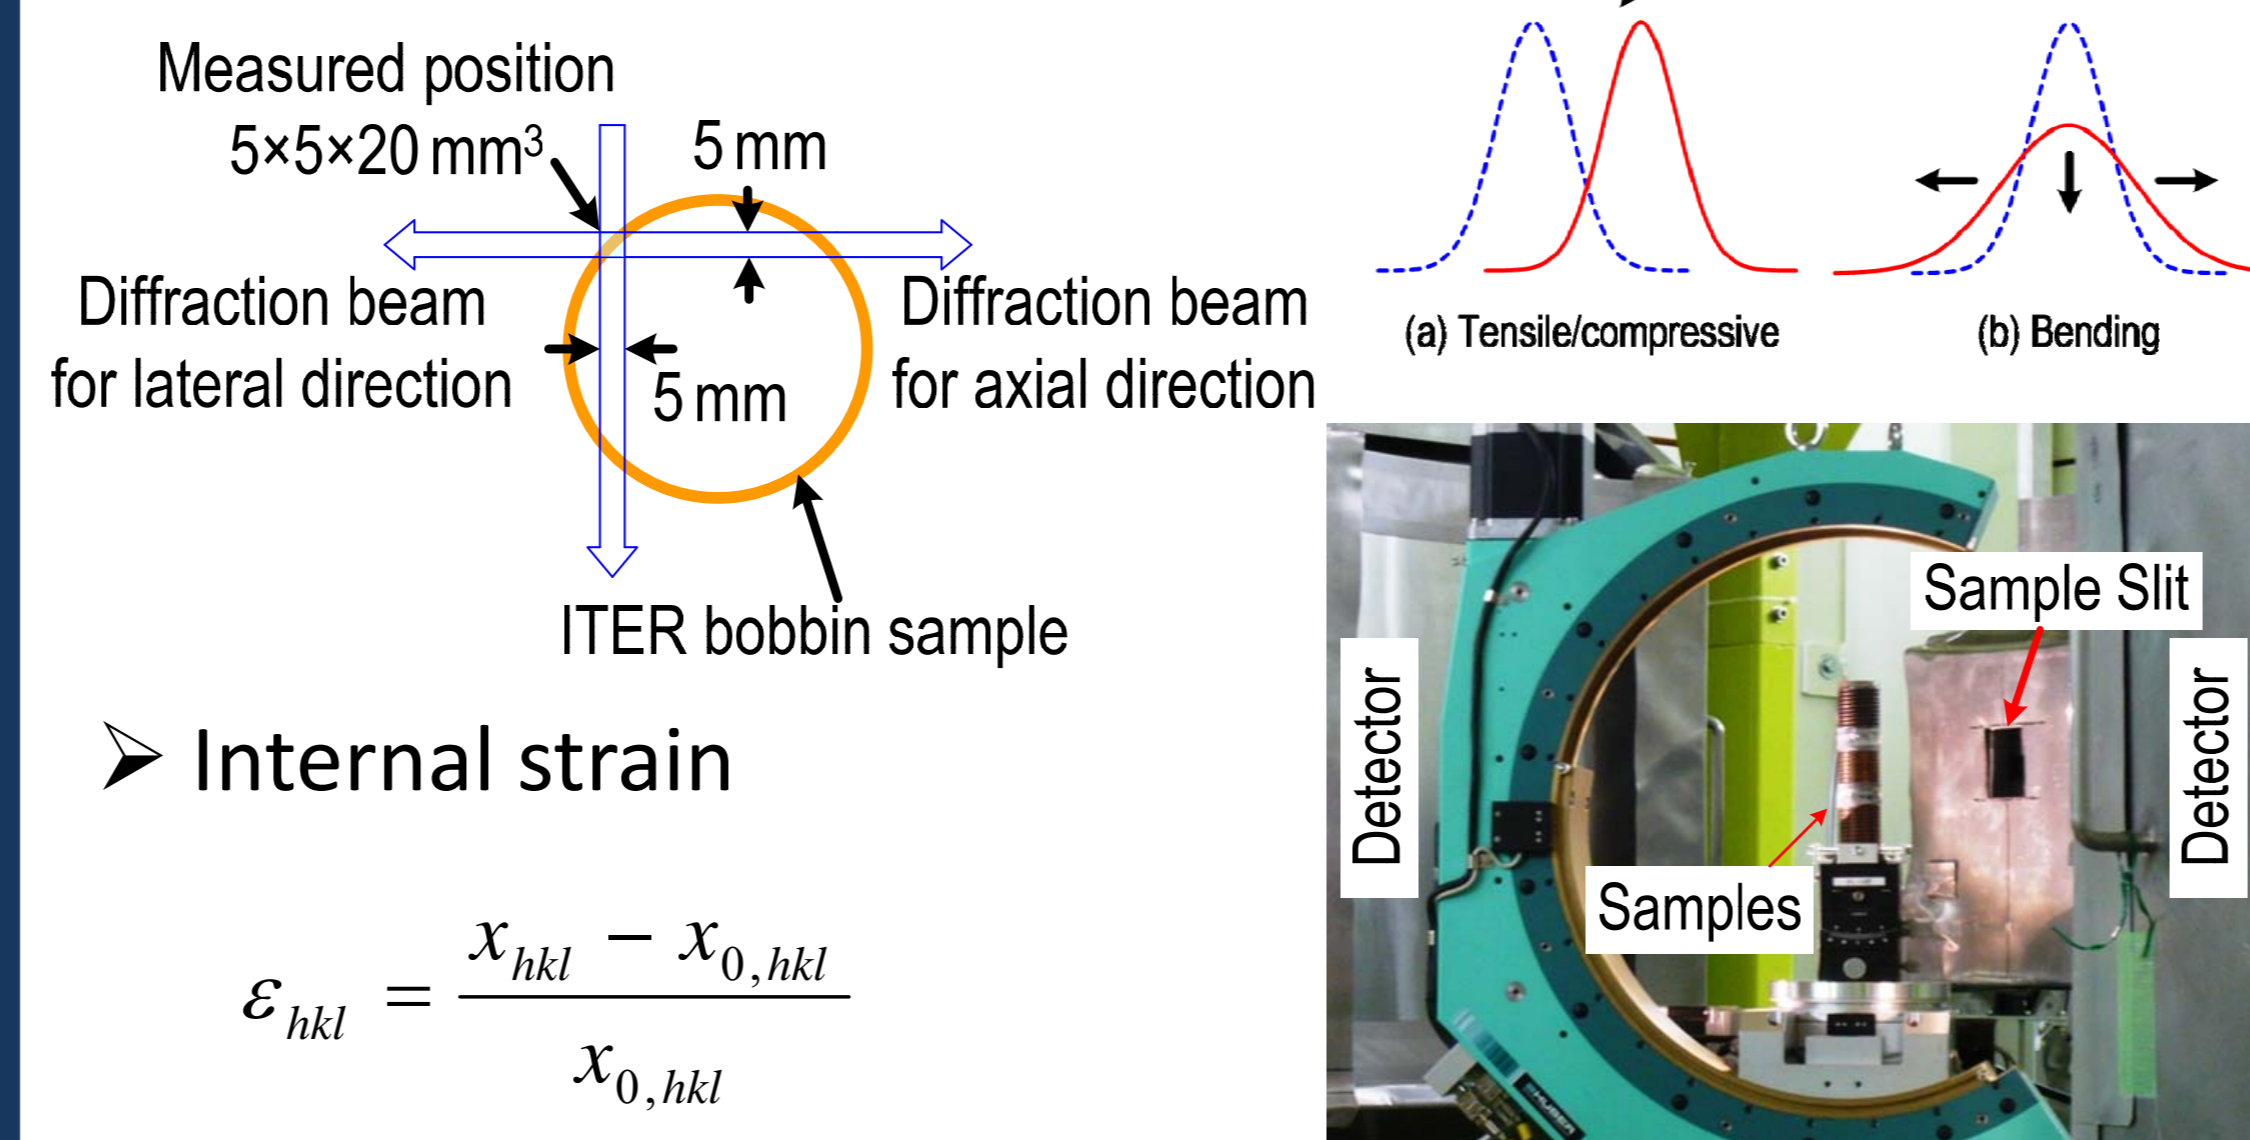 Measured position
5×5×20 mm³
5 mm
Diffraction beam
for lateral direction
Diffraction beam
for axial direction
5 mm
ITER bobbin sample
(a) Tensile/compressive
(b) Bending
➢ Internal strain
ε_hkl = (x_hkl − x_0,hkl) / x_0,hkl
Sample Slit
Detector
Detector
Samples
HUBER